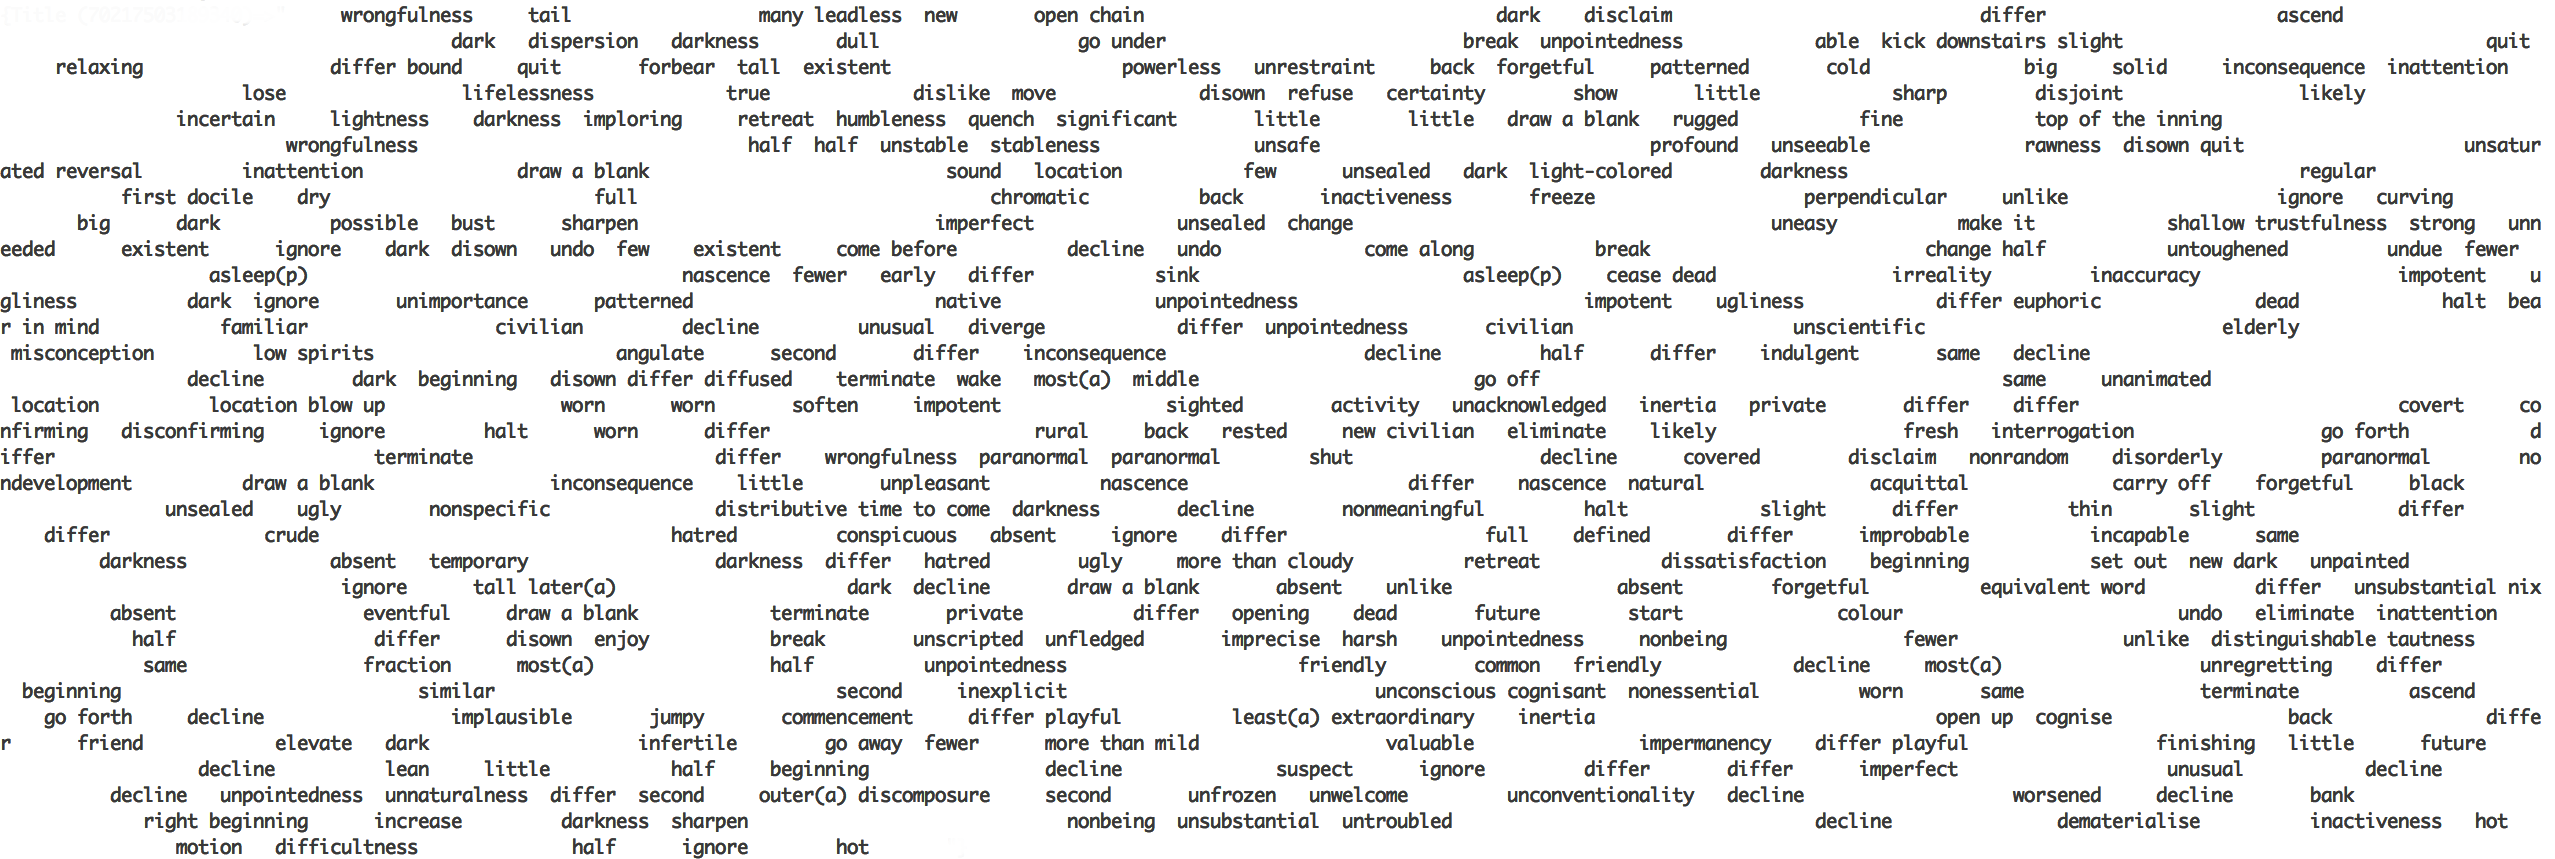 wrongfulness tail many leadless new open chain dark disclaim differ ascend
dark dispersion darkness dull go under break unpointedness able kick downstairs slight quit
relaxing differ bound quit forbear tall existent powerless unrestraint back forgetful patterned cold big solid inconsequence inattention
lose lifelessness true dislike move disown refuse certainty show little sharp disjoint likely
incertain lightness darkness imploring retreat humbleness quench significant little little draw a blank rugged fine top of the inning
wrongfulness half half unstable stableness unsafe profound unseeable rawness disown quit unsatur
ated reversal inattention draw a blank sound location few unsealed dark light-colored darkness regular
first docile dry full chromatic back inactiveness freeze perpendicular unlike ignore curving
big dark possible bust sharpen imperfect unsealed change uneasy make it shallow trustfulness strong unn
eeded existent ignore dark disown undo few existent come before decline undo come along break change half untoughened undue fewer
asleep(p) nascence fewer early differ sink asleep(p) cease dead irreality inaccuracy impotent u
gliness dark ignore unimportance patterned native unpointedness impotent ugliness differ euphoric dead halt bea
r in mind familiar civilian decline unusual diverge differ unpointedness civilian unscientific elderly
misconception low spirits angulate second differ inconsequence decline half differ indulgent same decline
decline dark beginning disown differ diffused terminate wake most(a) middle go off same unanimated
location location blow up worn worn soften impotent sighted activity unacknowledged inertia private differ differ covert co
nfirming disconfirming ignore halt worn differ rural back rested new civilian eliminate likely fresh interrogation go forth d
iffer terminate differ wrongfulness paranormal paranormal shut decline covered disclaim nonrandom disorderly paranormal no
ndevelopment draw a blank inconsequence little unpleasant nascence differ nascence natural acquittal carry off forgetful black
unsealed ugly nonspecific distributive time to come darkness decline nonmeaningful halt slight differ thin slight differ
differ crude hatred conspicuous absent ignore differ full defined differ improbable incapable same
darkness absent temporary darkness differ hatred ugly more than cloudy retreat dissatisfaction beginning set out new dark unpainted
ignore tall later(a) dark decline draw a blank absent unlike absent forgetful equivalent word differ unsubstantial nix
absent eventful draw a blank terminate private differ opening dead future start colour undo eliminate inattention
half differ disown enjoy break unscripted unfledged imprecise harsh unpointedness nonbeing fewer unlike distinguishable tautness
same fraction most(a) half unpointedness friendly common friendly decline most(a) unregretting differ
beginning similar second inexplicit unconscious cognisant nonessential worn same terminate ascend
go forth decline implausible jumpy commencement differ playful least(a) extraordinary inertia open up cognise back diffe
r friend elevate dark infertile go away fewer more than mild valuable impermanency differ playful finishing little future
decline lean little half beginning decline suspect ignore differ differ imperfect unusual decline
decline unpointedness unnaturalness differ second outer(a) discomposure second unfrozen unwelcome unconventionality decline worsened decline bank
right beginning increase darkness sharpen nonbeing unsubstantial untroubled decline dematerialise inactiveness hot
motion difficultness half ignore hot